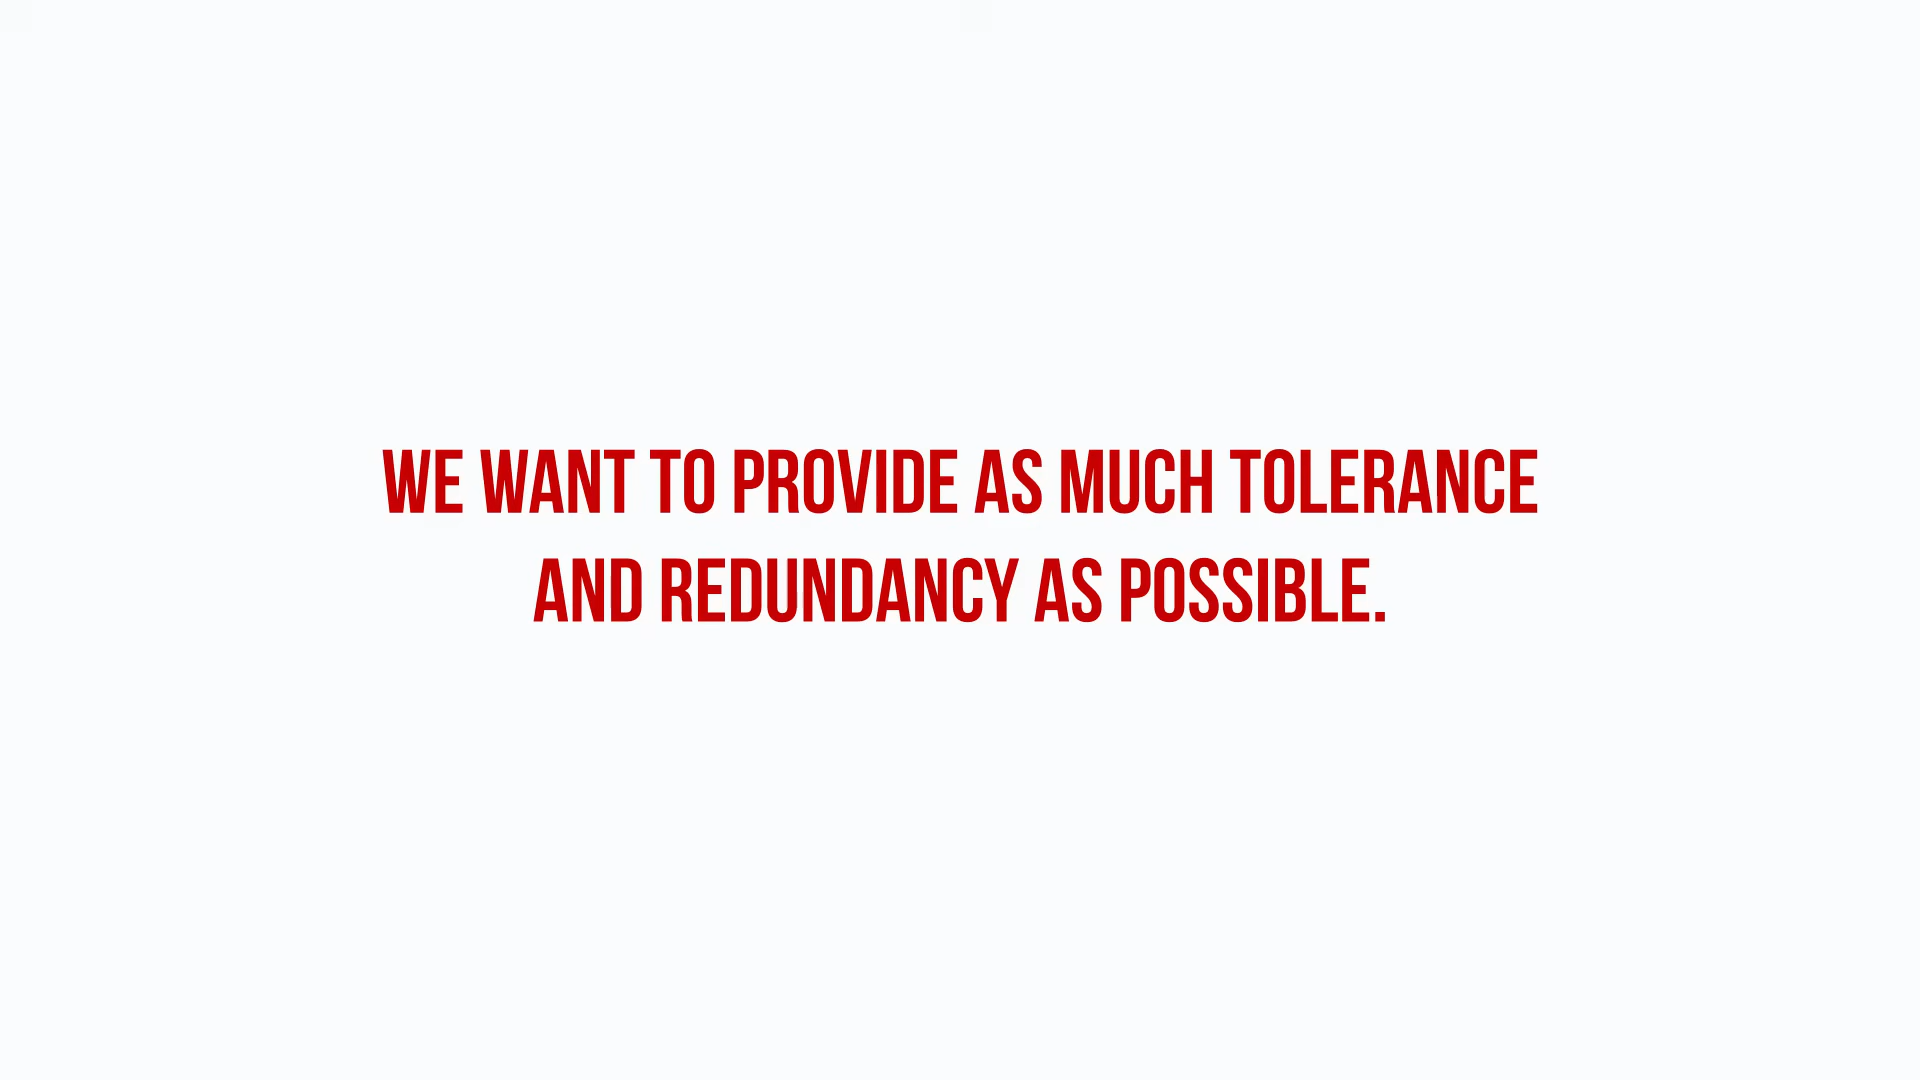 WE WANT TO PROVIDE AS MUCH TOLERANCE
AND REDUNDANCY AS POSSIBLE.